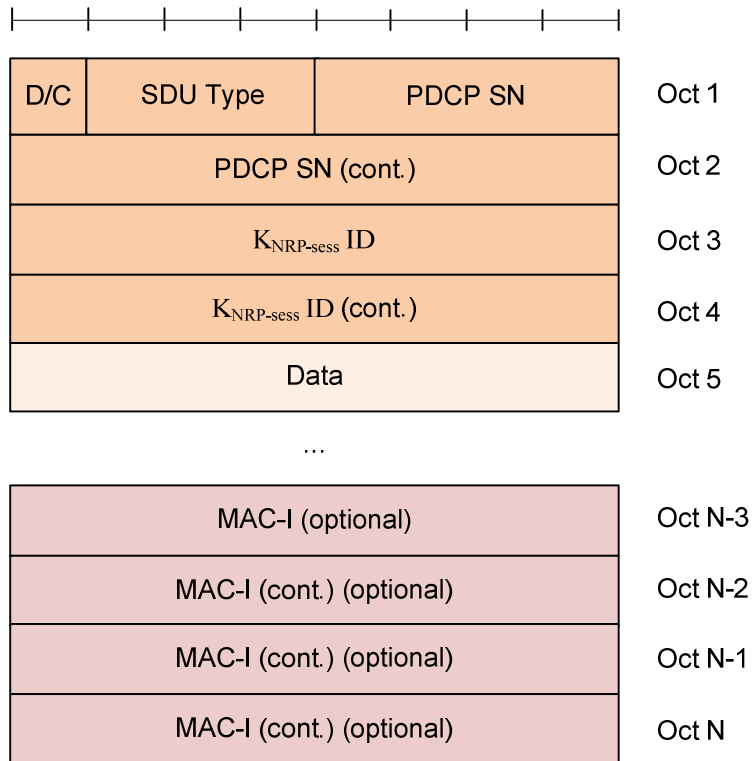 D/C SDU Type PDCP SN Oct 1
PDCP SN (cont.) Oct 2
K_NRP-sess ID Oct 3
K_NRP-sess ID (cont.) Oct 4
Data Oct 5
...
MAC-I (optional) Oct N-3
MAC-I (cont.) (optional) Oct N-2
MAC-I (cont.) (optional) Oct N-1
MAC-I (cont.) (optional) Oct N